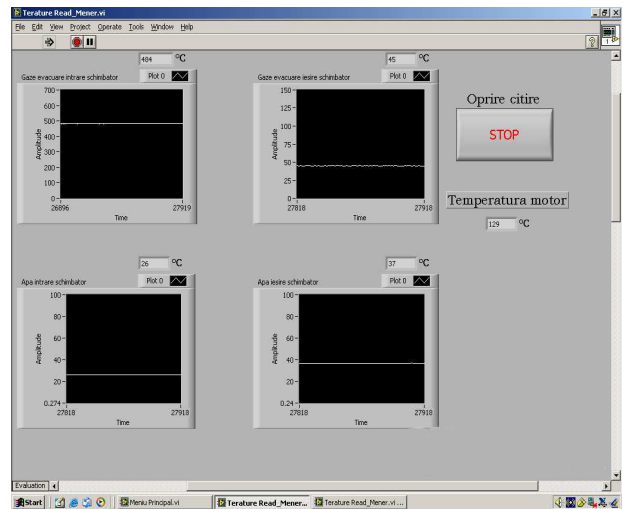 Terature Read_Mener.vi
File Edit View Project Operate Tools Window Help
484 °C
Gaze evacuare intrare schimbator Plot 0
700
600
500
400
300
200
100
0
Amplitude
26896 27919
Time
45 °C
Gaze evacuare iesire schimbator Plot 0
150
125
100
75
50
25
0
Amplitude
27818 27918
Time
Oprire citire
STOP
Temperatura motor
129 °C
26 °C
Apa intrare schimbator Plot 0
100
80
60
40
20
0.274
Amplitude
27818 27918
Time
37 °C
Apa iesire schimbator Plot 0
100
80
60
40
20
0.24
Amplitude
27818 27918
Time
Evaluation
Start Meniu Principal.vi Terature Read_Mener... Terature Read_Mener.vi ...